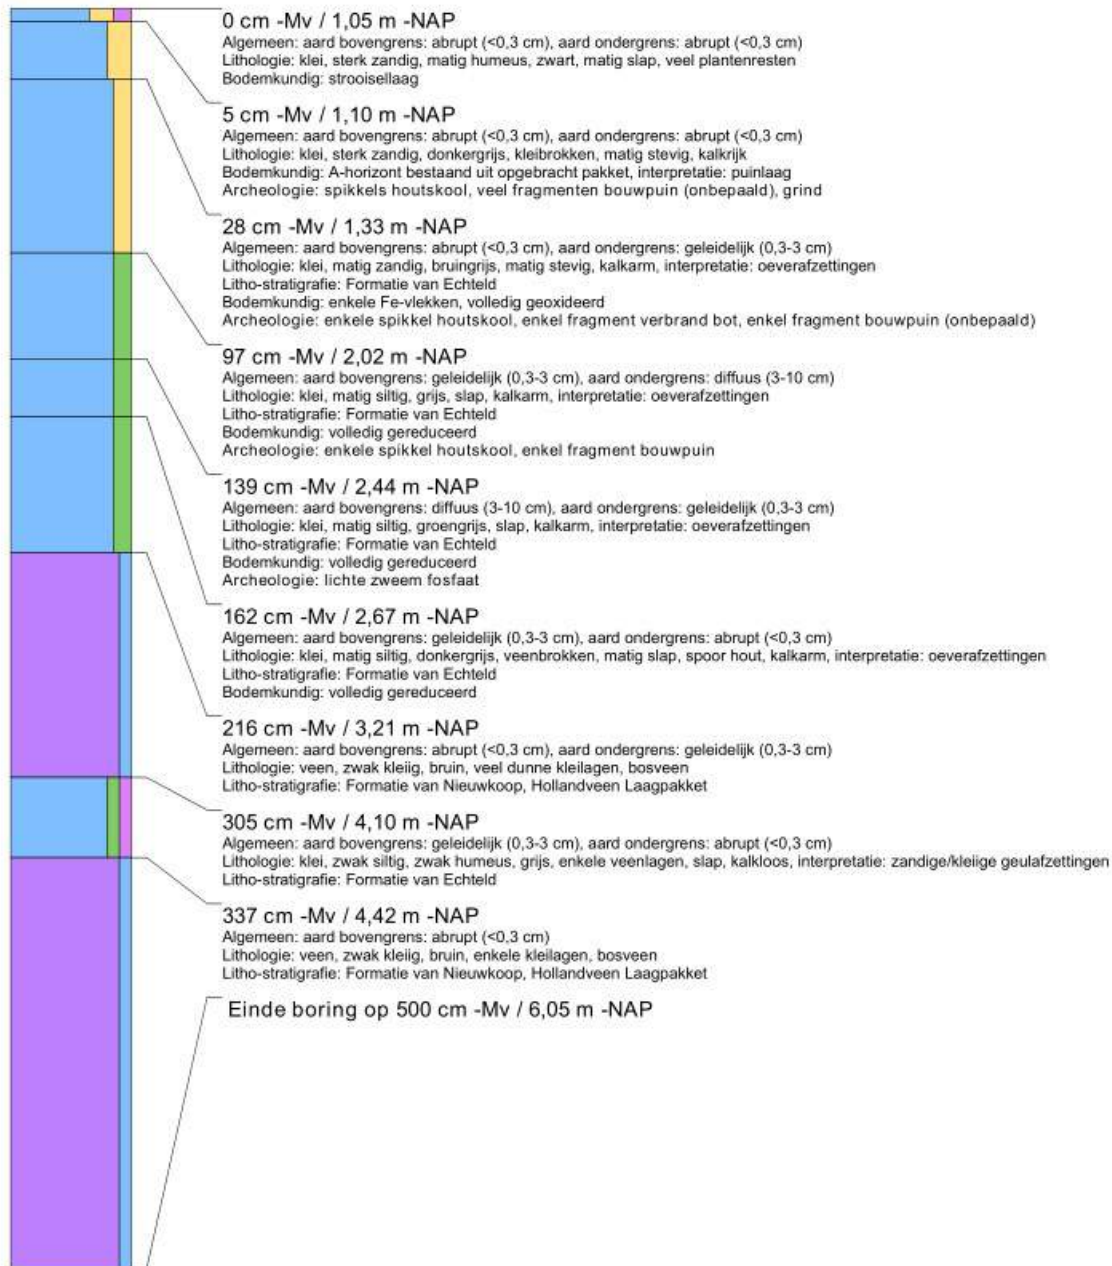 0 cm -Mv / 1,05 m -NAP
Algemeen: aard bovengrens: abrupt (<0,3 cm), aard ondergrens: abrupt (<0,3 cm)
Lithologie: klei, sterk zandig, matig humeus, zwart, matig slap, veel plantenresten
Bodemkundig: strooisellaag
5 cm -Mv / 1,10 m -NAP
Algemeen: aard bovengrens: abrupt (<0,3 cm), aard ondergrens: abrupt (<0,3 cm)
Lithologie: klei, sterk zandig, donkergrijs, kleibrokken, matig stevig, kalkrijk
Bodemkundig: A-horizont bestaand uit opgebracht pakket, interpretatie: puinlaag
Archeologie: spikkels houtskool, veel fragmenten bouwpuin (onbepaald), grind
28 cm -Mv / 1,33 m -NAP
Algemeen: aard bovengrens: abrupt (<0,3 cm), aard ondergrens: geleidelijk (0,3-3 cm)
Lithologie: klei, matig zandig, bruingrijs, matig stevig, kalkarm, interpretatie: oeverafzettingen
Litho-stratigrafie: Formatie van Echteld
Bodemkundig: enkele Fe-vlekken, volledig geoxideerd
Archeologie: enkele spikkel houtskool, enkel fragment verbrand bot, enkel fragment bouwpuin (onbepaald)
97 cm -Mv / 2,02 m -NAP
Algemeen: aard bovengrens: geleidelijk (0,3-3 cm), aard ondergrens: diffuus (3-10 cm)
Lithologie: klei, matig siltig, grijs, slap, kalkarm, interpretatie: oeverafzettingen
Litho-stratigrafie: Formatie van Echteld
Bodemkundig: volledig gereduceerd
Archeologie: enkele spikkel houtskool, enkel fragment bouwpuin
139 cm -Mv / 2,44 m -NAP
Algemeen: aard bovengrens: diffuus (3-10 cm), aard ondergrens: geleidelijk (0,3-3 cm)
Lithologie: klei, matig siltig, groengrijs, slap, kalkarm, interpretatie: oeverafzettingen
Litho-stratigrafie: Formatie van Echteld
Bodemkundig: volledig gereduceerd
Archeologie: lichte zweem fosfaat
162 cm -Mv / 2,67 m -NAP
Algemeen: aard bovengrens: geleidelijk (0,3-3 cm), aard ondergrens: abrupt (<0,3 cm)
Lithologie: klei, matig siltig, donkergrijs, veenbrokken, matig slap, spoor hout, kalkarm, interpretatie: oeverafzettingen
Litho-stratigrafie: Formatie van Echteld
Bodemkundig: volledig gereduceerd
216 cm -Mv / 3,21 m -NAP
Algemeen: aard bovengrens: abrupt (<0,3 cm), aard ondergrens: geleidelijk (0,3-3 cm)
Lithologie: veen, zwak kleiig, bruin, veel dunne kleilagen, bosveen
Litho-stratigrafie: Formatie van Nieuwkoop, Hollandveen Laagpakket
305 cm -Mv / 4,10 m -NAP
Algemeen: aard bovengrens: geleidelijk (0,3-3 cm), aard ondergrens: abrupt (<0,3 cm)
Lithologie: klei, zwak siltig, zwak humeus, grijs, enkele veenlagen, slap, kalkloos, interpretatie: zandige/kleiige geulafzettingen
Litho-stratigrafie: Formatie van Echteld
337 cm -Mv / 4,42 m -NAP
Algemeen: aard bovengrens: abrupt (<0,3 cm)
Lithologie: veen, zwak kleiig, bruin, enkele kleilagen, bosveen
Litho-stratigrafie: Formatie van Nieuwkoop, Hollandveen Laagpakket
Einde boring op 500 cm -Mv / 6,05 m -NAP